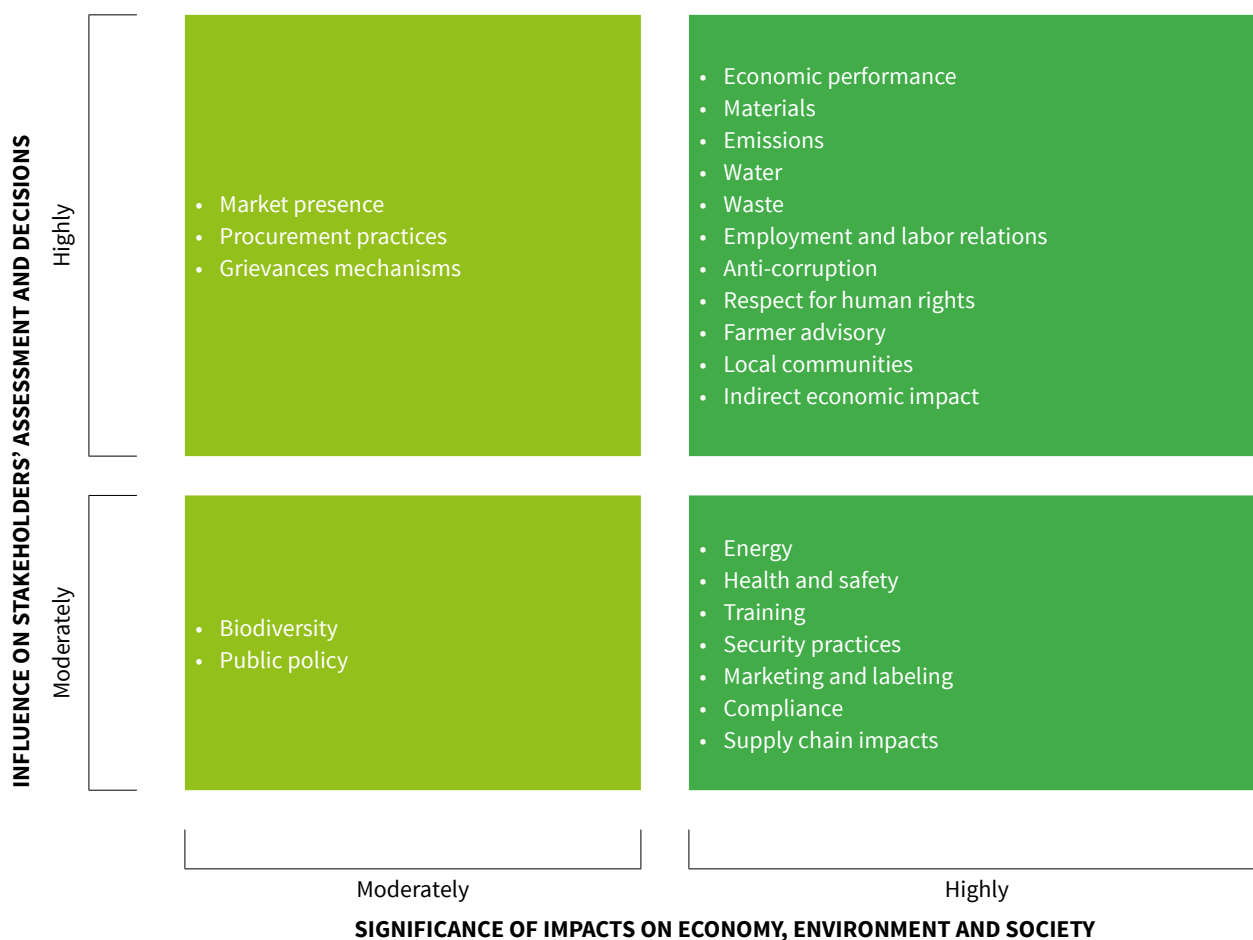 INFLUENCE ON STAKEHOLDERS’ ASSESSMENT AND DECISIONS
Highly
• Market presence
• Procurement practices
• Grievances mechanisms
• Economic performance
• Materials
• Emissions
• Water
• Waste
• Employment and labor relations
• Anti-corruption
• Respect for human rights
• Farmer advisory
• Local communities
• Indirect economic impact
Moderately
• Biodiversity
• Public policy
• Energy
• Health and safety
• Training
• Security practices
• Marketing and labeling
• Compliance
• Supply chain impacts
Moderately
Highly
SIGNIFICANCE OF IMPACTS ON ECONOMY, ENVIRONMENT AND SOCIETY